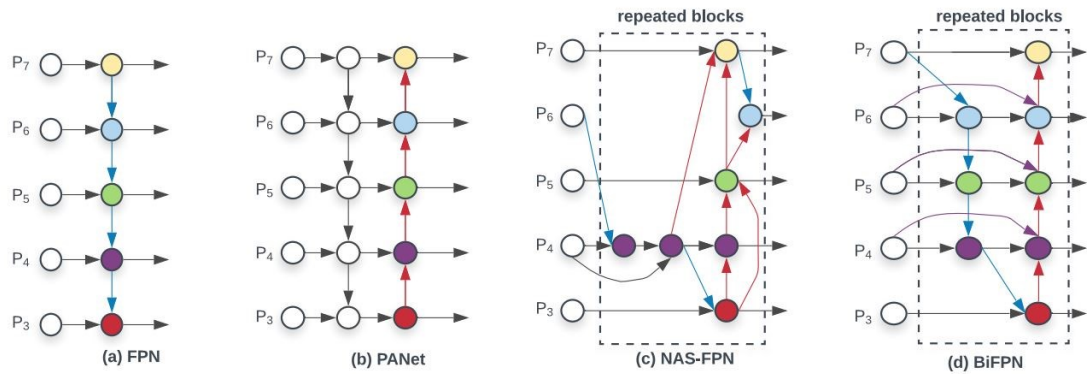 P7
P6
P5
P4
P3
(a) FPN
P7
P6
P5
P4
P3
(b) PANet
repeated blocks
P7
P6
P5
P4
P3
(c) NAS-FPN
repeated blocks
P7
P6
P5
P4
P3
(d) BiFPN